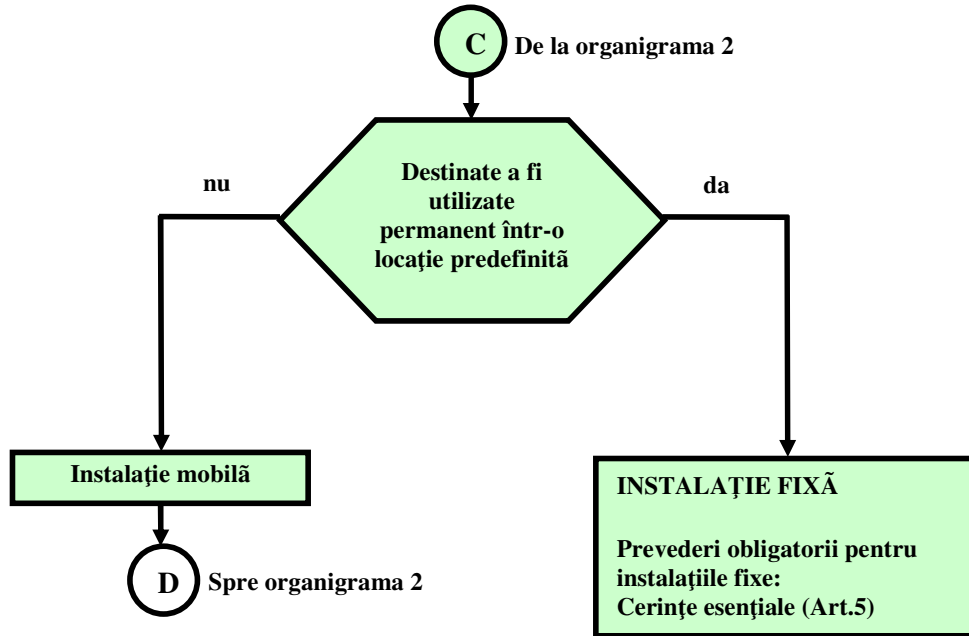 C
De la organigrama 2
Destinate a fi
utilizate
permanent într-o
locaţie predefinitã
nu
da
Instalaţie mobilã
D
Spre organigrama 2
INSTALAŢIE FIXÃ
Prevederi obligatorii pentru
instalaţiile fixe:
Cerinţe esenţiale (Art.5)